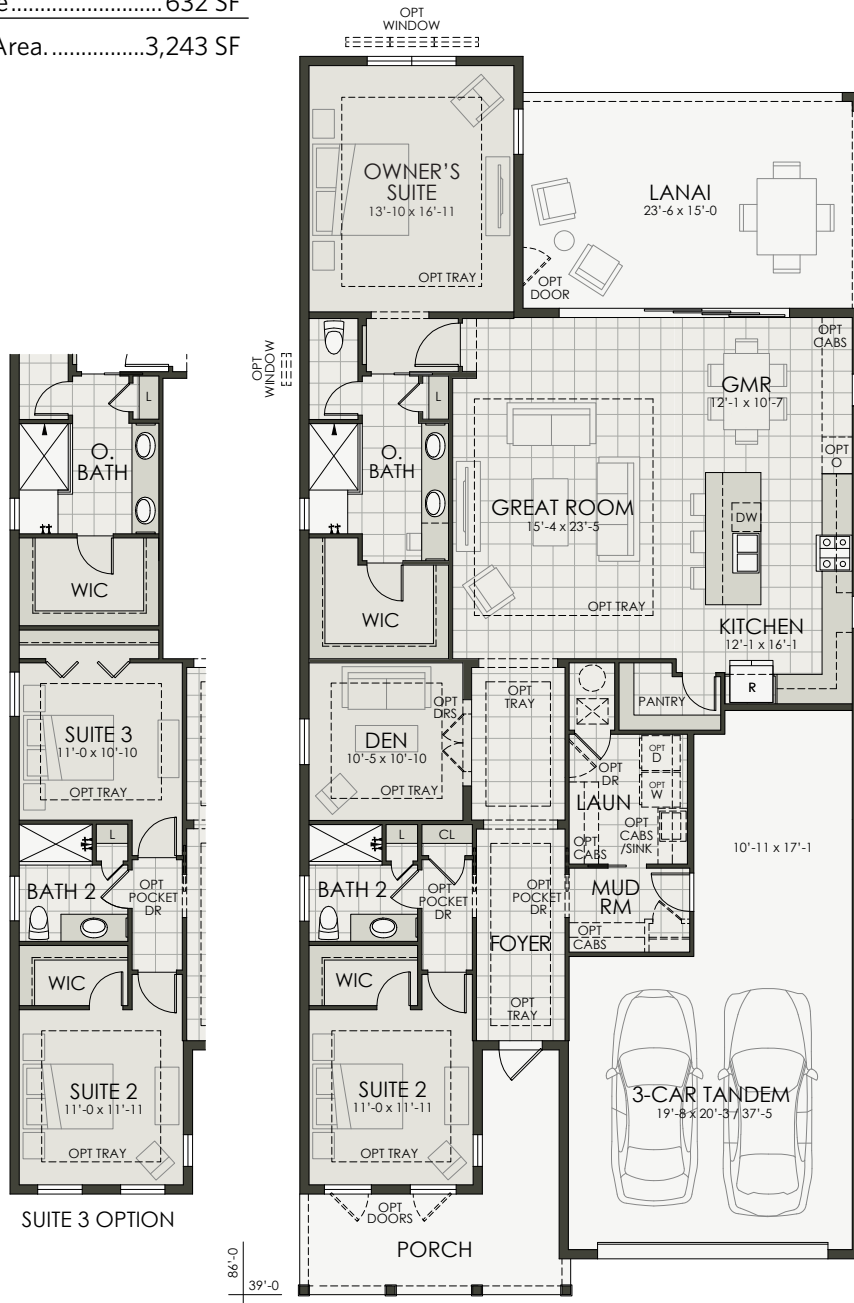 e...........................632 SF
Area. ................3,243 SF
OPT
WINDOW
OWNER'S
SUITE
13'-10 x 16'-11
OPT TRAY
LANAI
23'-6 x 15'-0
OPT
DOOR
OPT
WINDOW
OPT
CABS
GMR
12'-1 x 10'-7
L
O.
BATH
WIC
L
O.
BATH
WIC
GREAT ROOM
15'-4 x 23'-5
OPT TRAY
OPT
O
DW
KITCHEN
12'-1 x 16'-1
R
PANTRY
SUITE 3
11'-0 x 10'-10
OPT TRAY
DEN
10'-5 x 10'-10
OPT TRAY
OPT
DRS
OPT
TRAY
OPT
DR
LAUN
OPT
D
OPT
W
OPT
CABS
/SINK
OPT
CABS
10'-11 x 17'-1
L
BATH 2
OPT
POCKET
DR
WIC
SUITE 2
11'-0 x 11'-11
OPT TRAY
SUITE 3 OPTION
L
CL
BATH 2
OPT
POCKET
DR
OPT
POCKET
DR
MUD
RM
OPT
CABS
FOYER
OPT
TRAY
WIC
SUITE 2
11'-0 x 11'-11
OPT TRAY
OPT
DOORS
3-CAR TANDEM
19'-8 x 20'-3 / 37'-5
PORCH
86'-0
39'-0